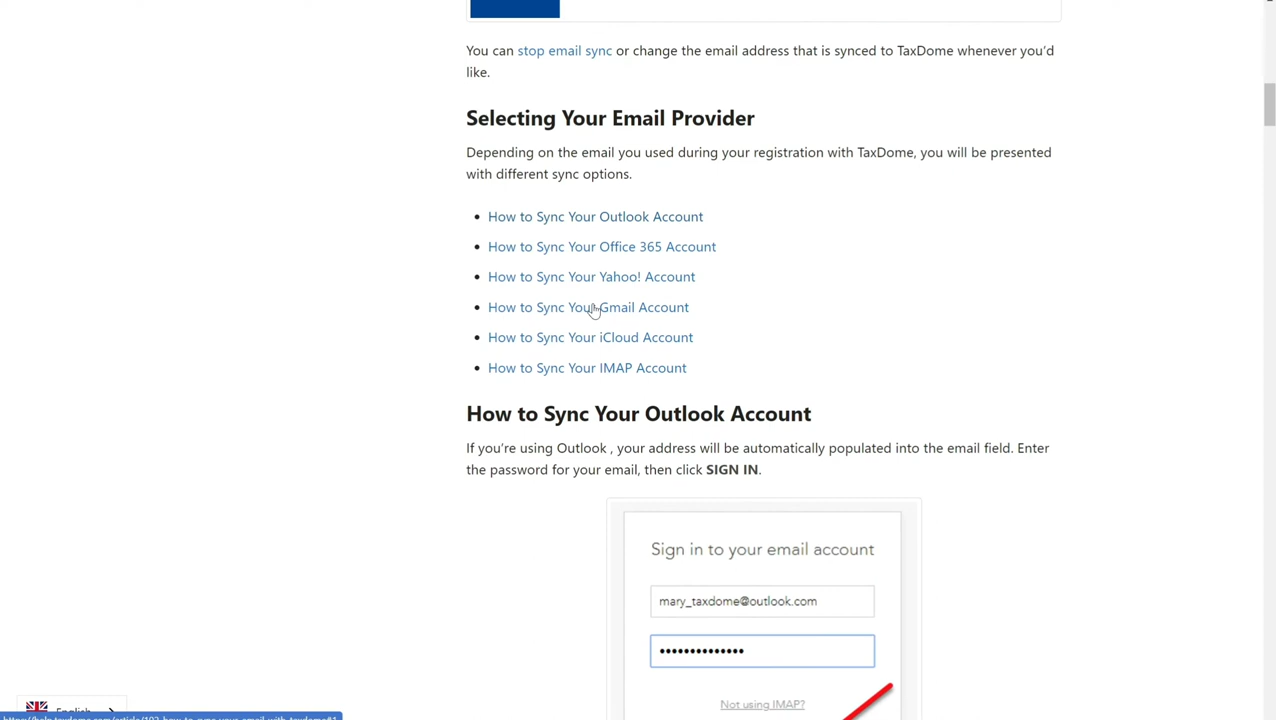 You can stop email sync or change the email address that is synced to TaxDome whenever you'd
like.
Selecting Your Email Provider
Depending on the email you used during your registration with TaxDome, you will be presented
with different sync options.
• How to Sync Your Outlook Account
• How to Sync Your Office 365 Account
• How to Sync Your Yahoo! Account
• How to Sync Your Gmail Account
• How to Sync Your iCloud Account
• How to Sync Your IMAP Account
How to Sync Your Outlook Account
If you're using Outlook , your address will be automatically populated into the email field. Enter
the password for your email, then click SIGN IN.
Sign in to your email account
mary_taxdome@outlook.com
••••••••••••••
Not using IMAP?
English